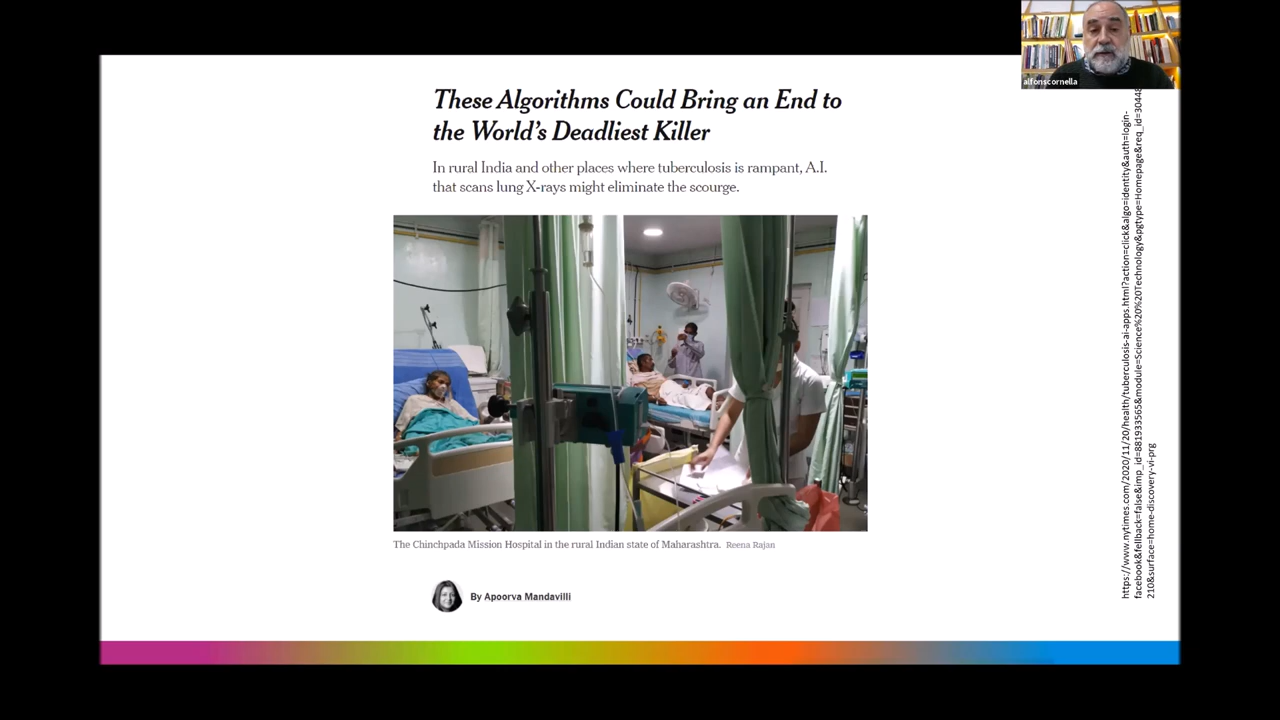 alfonscornella
These Algorithms Could Bring an End to
the World's Deadliest Killer
In rural India and other places where tuberculosis is rampant, A.I.
that scans lung X-rays might eliminate the scourge.
The Chinchpada Mission Hospital in the rural Indian state of Maharashtra. Reena Rajan
By Apoorva Mandavilli
https://www.nytimes.com/2020/11/20/health/tuberculosis-ai-apps.html?action=click&algo=identity&auth=login-
facebook&fellback=false&imp_id=881933565&module=Science%20%20Technology&pgtype=Homepage&req_id=30448
210&surface=home-discovery-vi-prg